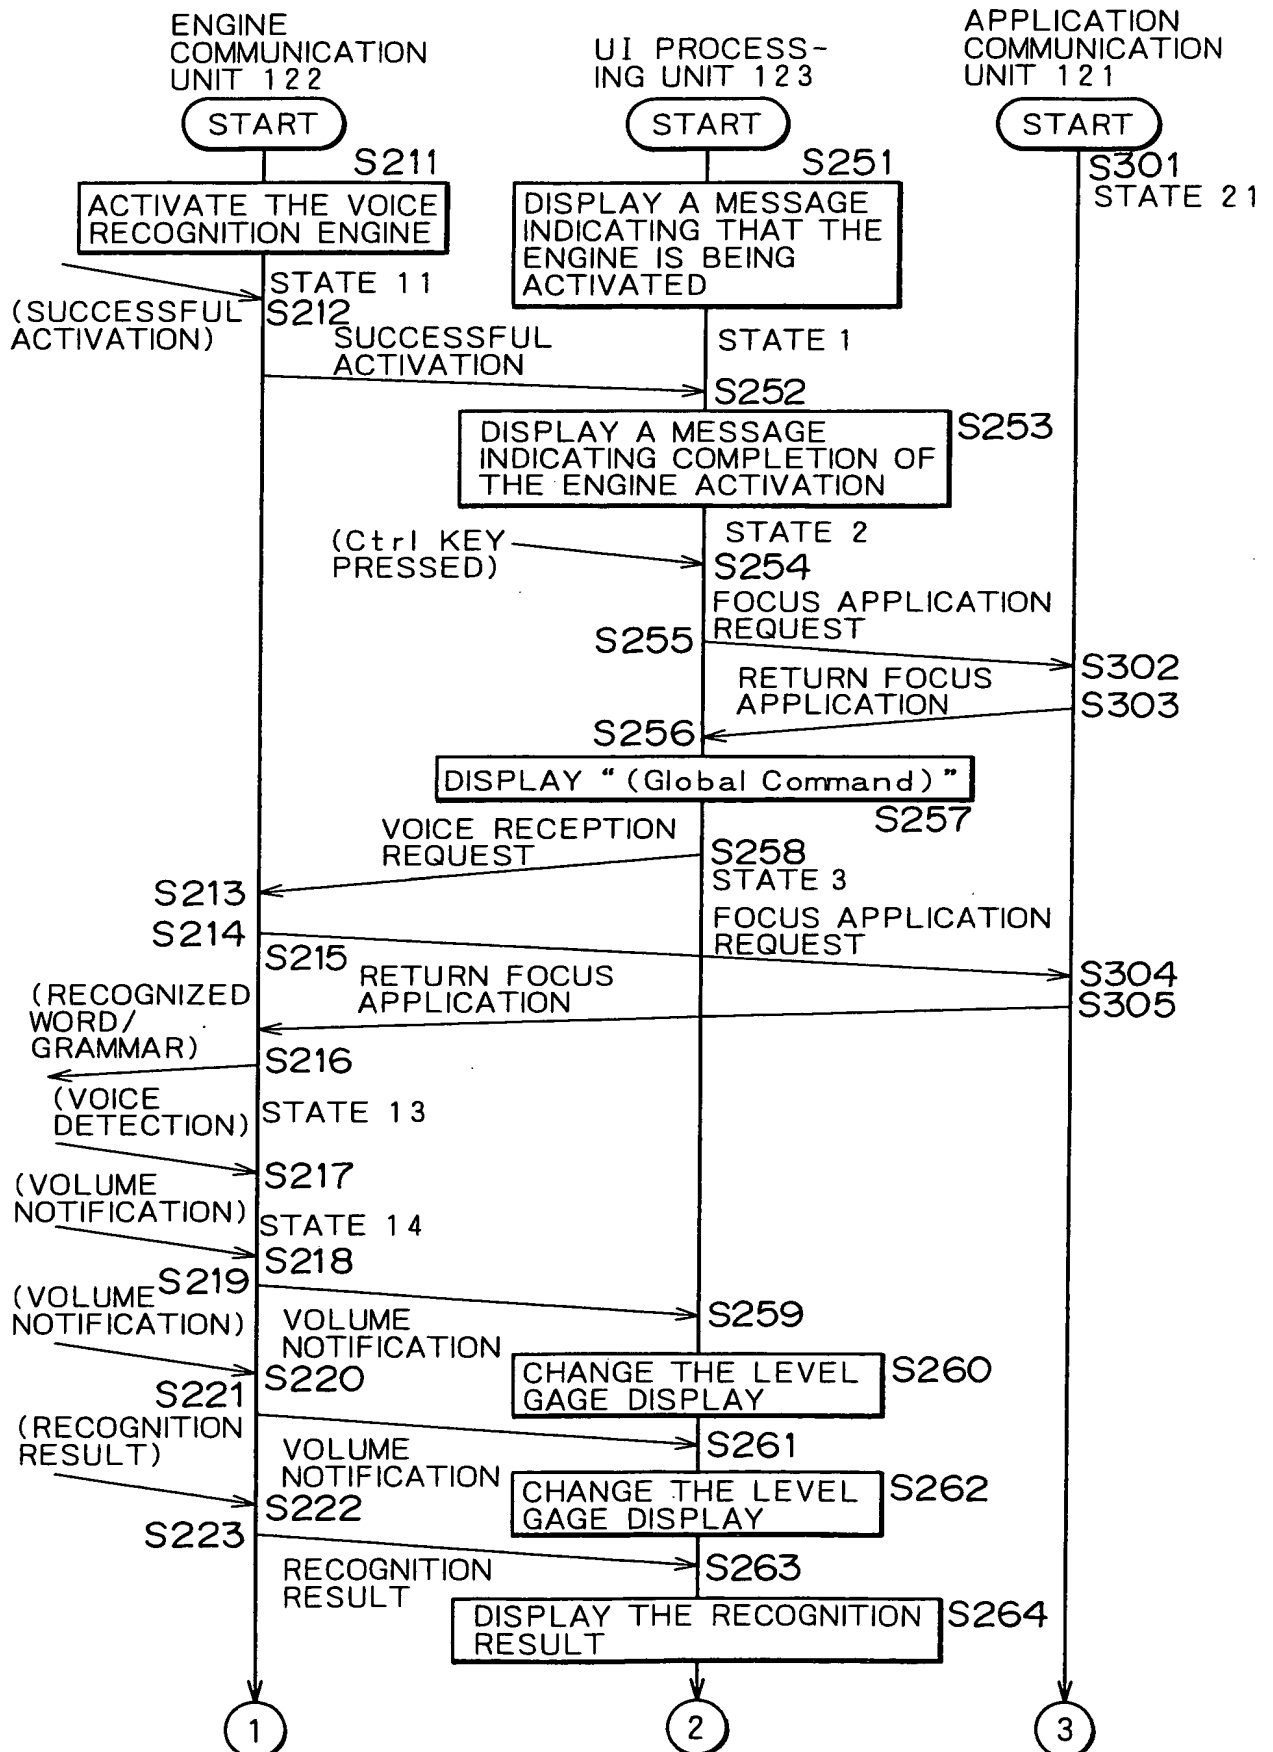 ENGINE
COMMUNICATION
UNIT 122
UI PROCESS-
ING UNIT 123
APPLICATION
COMMUNICATION
UNIT 121
START
START
START
S211
S251
S301
STATE 21
ACTIVATE THE VOICE
RECOGNITION ENGINE
DISPLAY A MESSAGE
INDICATING THAT THE
ENGINE IS BEING
ACTIVATED
STATE 11
(SUCCESSFUL
ACTIVATION)
S212
SUCCESSFUL
ACTIVATION
STATE 1
S252
DISPLAY A MESSAGE
INDICATING COMPLETION OF
THE ENGINE ACTIVATION
S253
STATE 2
(Ctrl KEY
PRESSED)
S254
FOCUS APPLICATION
REQUEST
S255
S302
RETURN FOCUS
APPLICATION
S303
S256
DISPLAY “(Global Command)”
S257
VOICE RECEPTION
REQUEST
S258
STATE 3
S213
S214
FOCUS APPLICATION
REQUEST
S215
S304
RETURN FOCUS
APPLICATION
S305
(RECOGNIZED
WORD/
GRAMMAR)
S216
(VOICE
DETECTION)
STATE 13
S217
(VOLUME
NOTIFICATION)
STATE 14
S218
S219
S259
(VOLUME
NOTIFICATION)
VOLUME
NOTIFICATION
S220
CHANGE THE LEVEL
GAGE DISPLAY
S260
S221
S261
(RECOGNITION
RESULT)
VOLUME
NOTIFICATION
S222
CHANGE THE LEVEL
GAGE DISPLAY
S262
S223
S263
RECOGNITION
RESULT
DISPLAY THE RECOGNITION
RESULT
S264
1
2
3